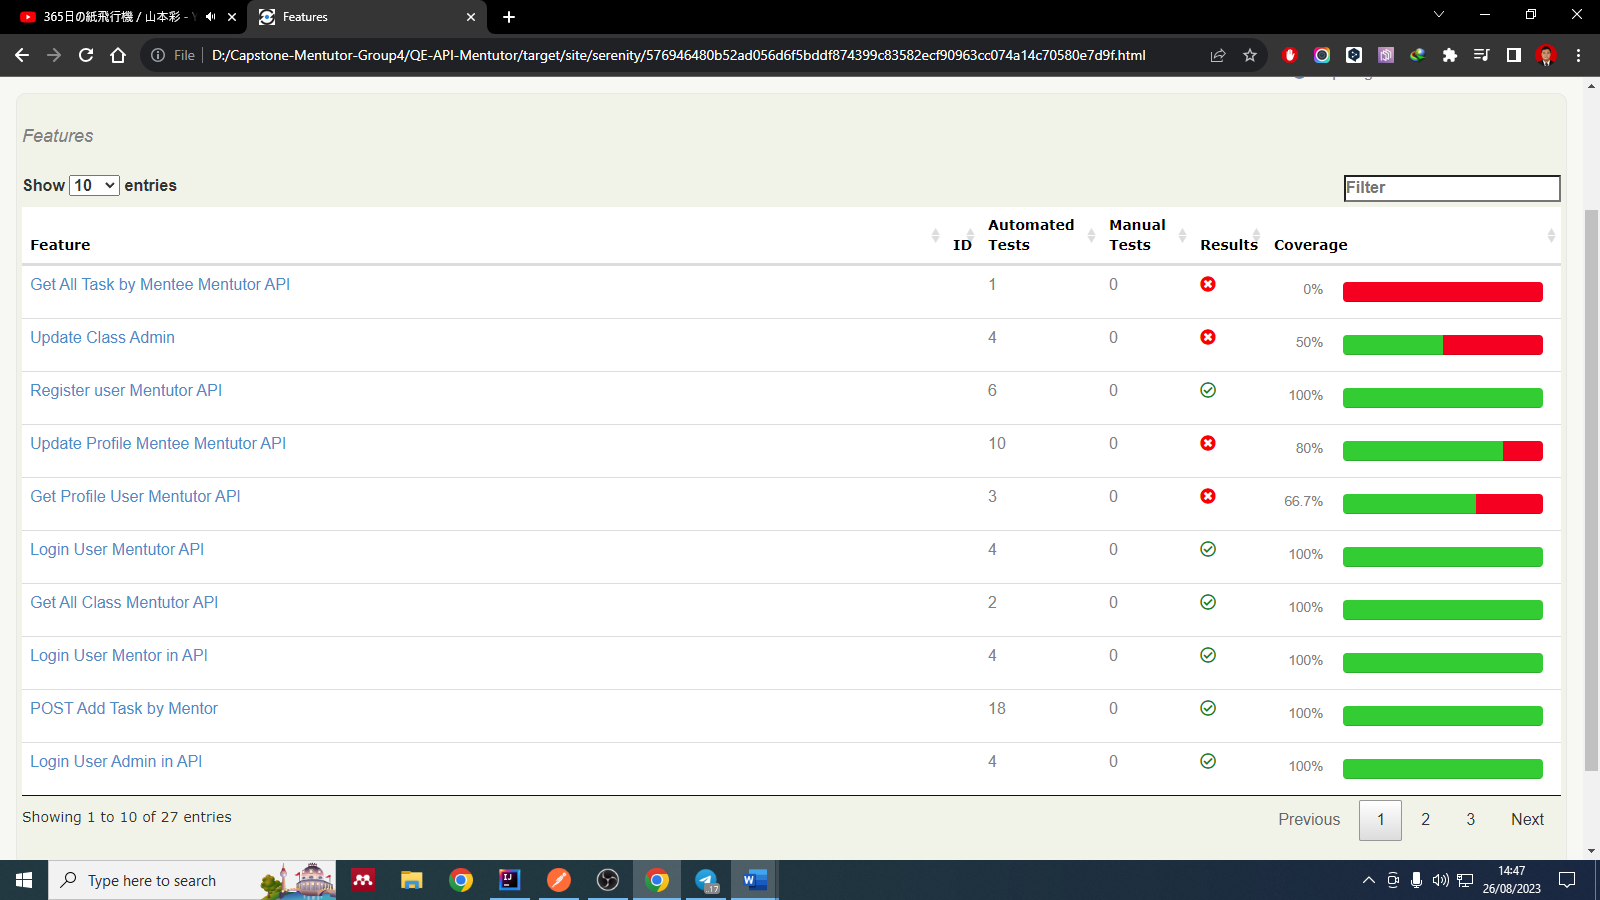 365日の紙飛行機 / 山本彩 -
Features
File
D:/Capstone-Mentutor-Group4/QE-API-Mentutor/target/site/serenity/576946480b52ad056d6f5bddf874399c83582ecf90963cc074a14c70580e7d9f.html
Features
Show 10 entries
Filter
Feature ID Automated Tests Manual Tests Results Coverage
Get All Task by Mentee Mentutor API 1 0 0%
Update Class Admin 4 0 50%
Register user Mentutor API 6 0 100%
Update Profile Mentee Mentutor API 10 0 80%
Get Profile User Mentutor API 3 0 66.7%
Login User Mentutor API 4 0 100%
Get All Class Mentutor API 2 0 100%
Login User Mentor in API 4 0 100%
POST Add Task by Mentor 18 0 100%
Login User Admin in API 4 0 100%
Showing 1 to 10 of 27 entries
Previous 1 2 3 Next
Type here to search
14:47
26/08/2023